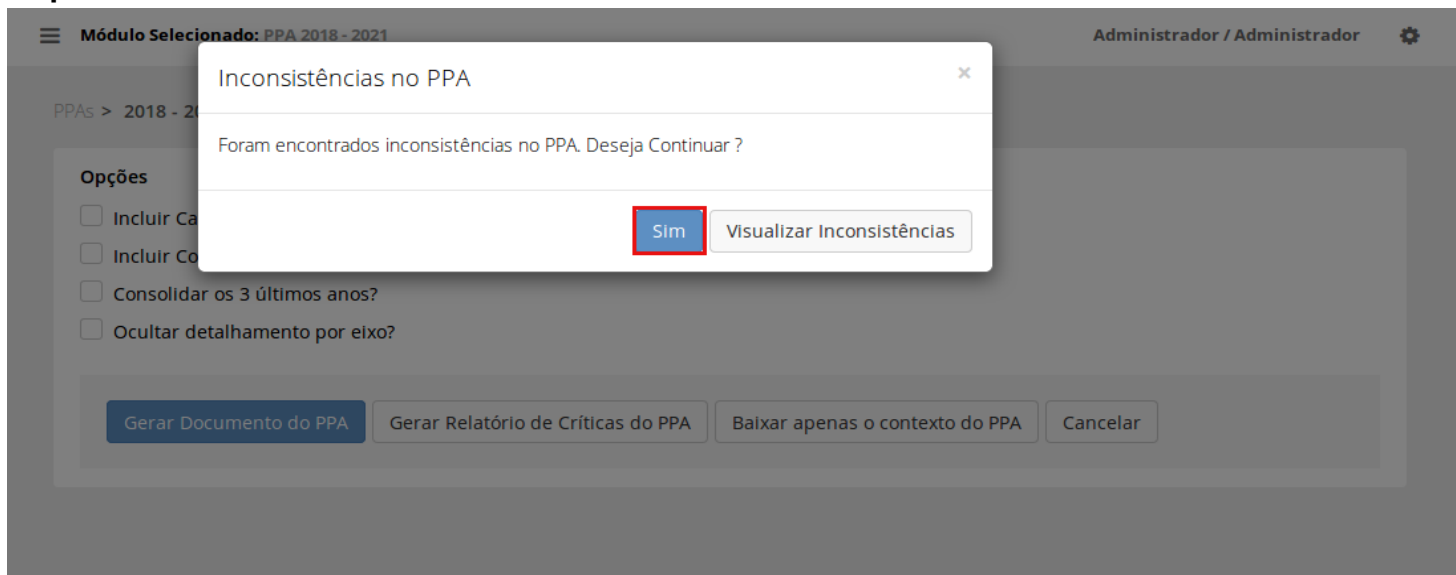 Módulo Selecionado: PPA 2018 - 2021
Administrador / Administrador
Inconsistências no PPA
×
PPAs > 2018 - 20
Foram encontrados inconsistências no PPA. Deseja Continuar ?
Opções
Sim
Visualizar Inconsistências
Incluir Ca
Incluir Co
Consolidar os 3 últimos anos?
Ocultar detalhamento por eixo?
Gerar Documento do PPA
Gerar Relatório de Críticas do PPA
Baixar apenas o contexto do PPA
Cancelar